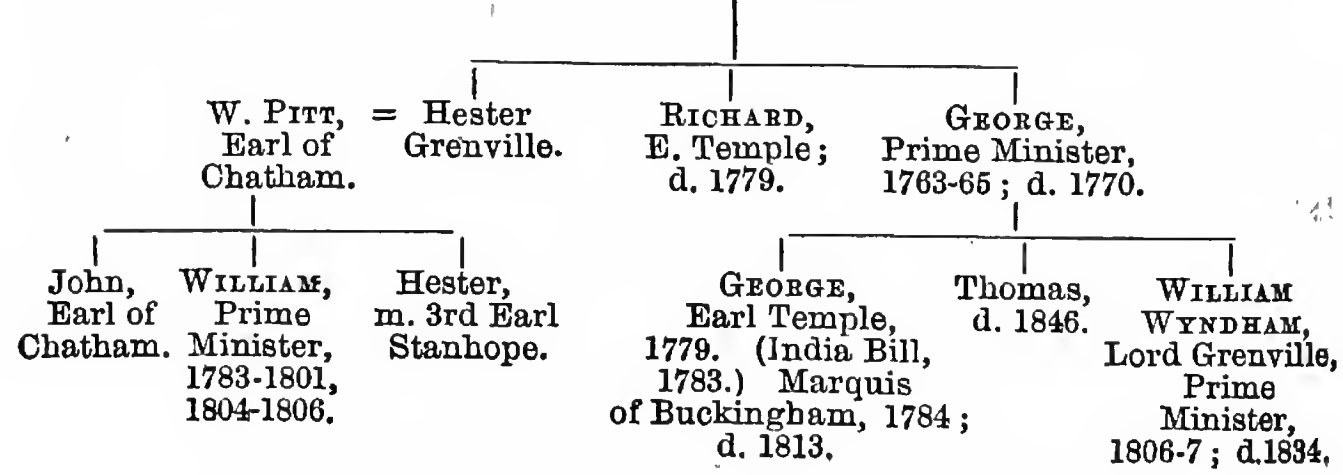 W. PITT, = Hester
Earl of Grenville.
Chatham.
RICHARD,
E. Temple;
d. 1779.
GEORGE,
Prime Minister,
1763-65; d. 1770.
John,
Earl of
Chatham.
WILLIAM,
Prime
Minister,
1783-1801,
1804-1806.
Hester,
m. 3rd Earl
Stanhope.
GEORGE,
Earl Temple,
1779. (India Bill,
1783.) Marquis
of Buckingham, 1784;
d. 1813.
Thomas,
d. 1846.
WILLIAM
WYNDHAM,
Lord Grenville,
Prime
Minister,
1806-7; d.1834.